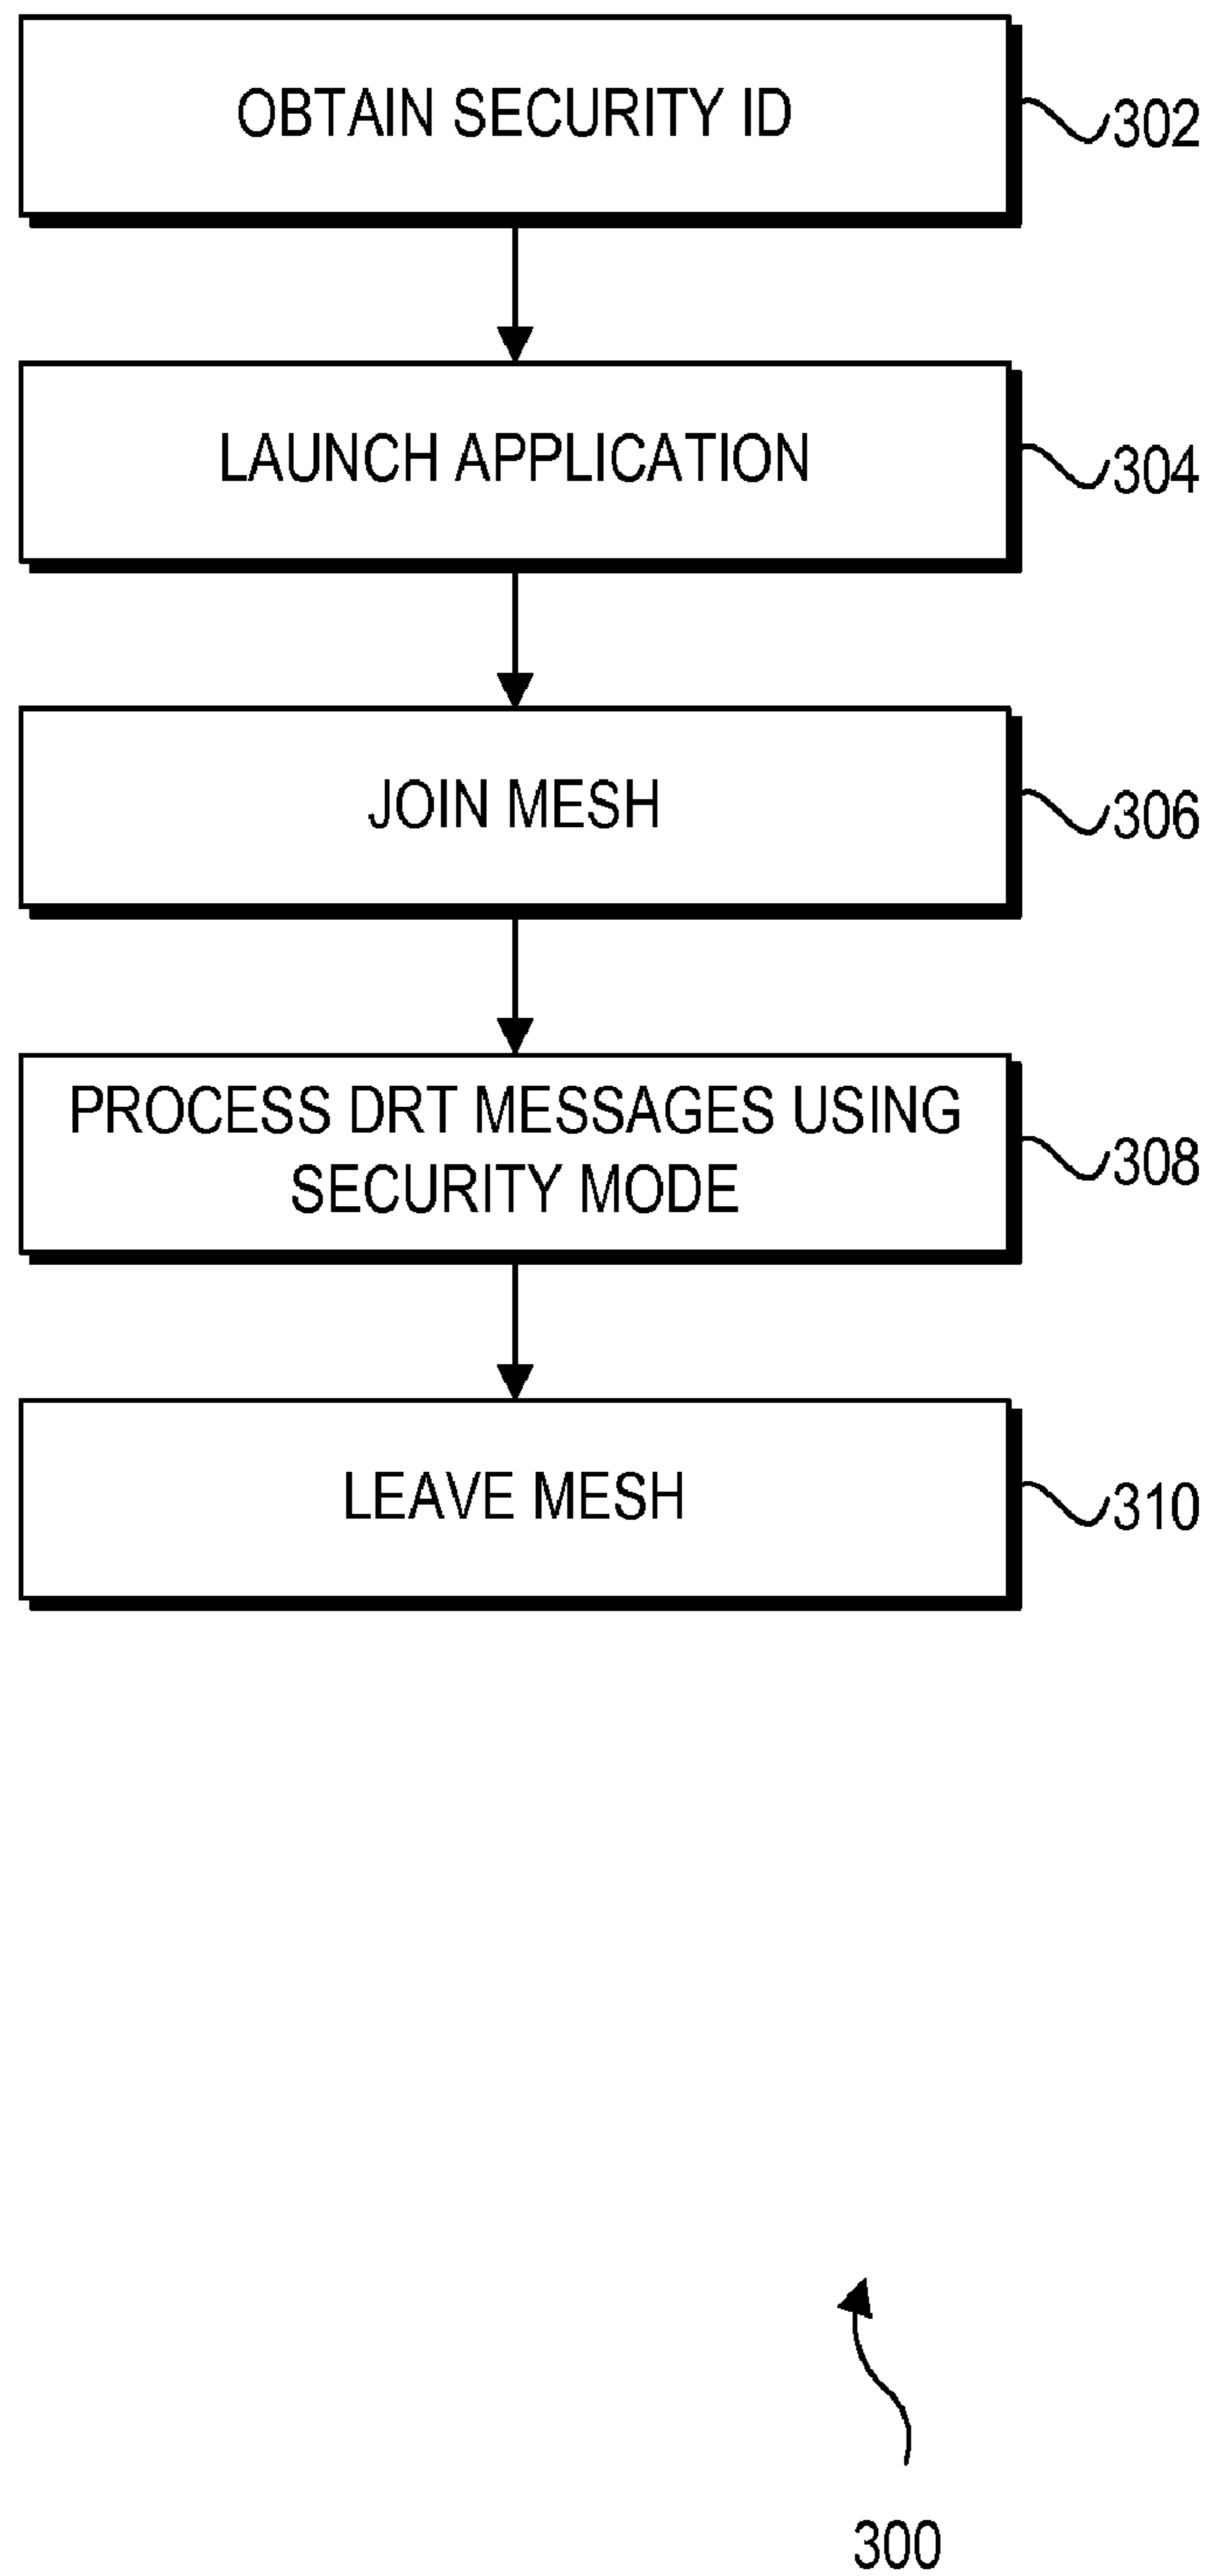 OBTAIN SECURITY ID
302
LAUNCH APPLICATION
304
JOIN MESH
306
PROCESS DRT MESSAGES USING
SECURITY MODE
308
LEAVE MESH
310
300